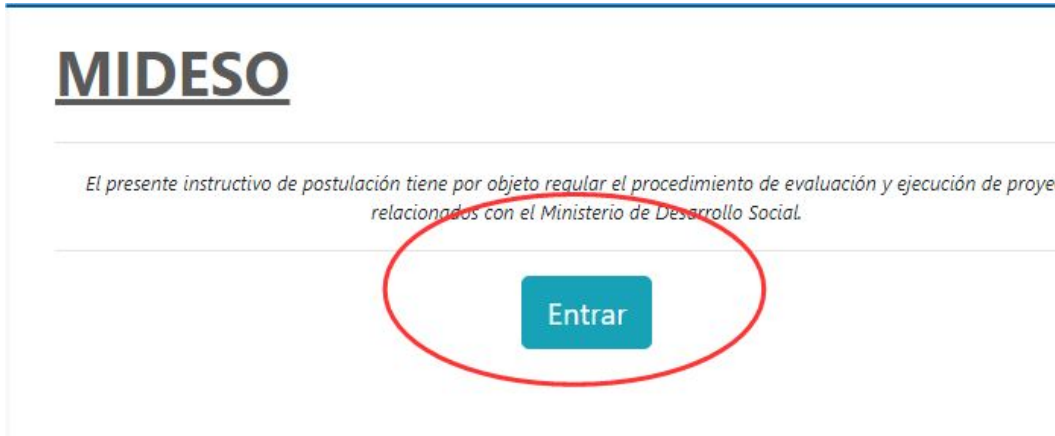 MIDESO
El presente instructivo de postulación tiene por objeto regular el procedimiento de evaluación y ejecución de proye
relacionados con el Ministerio de Desarrollo Social.
Entrar